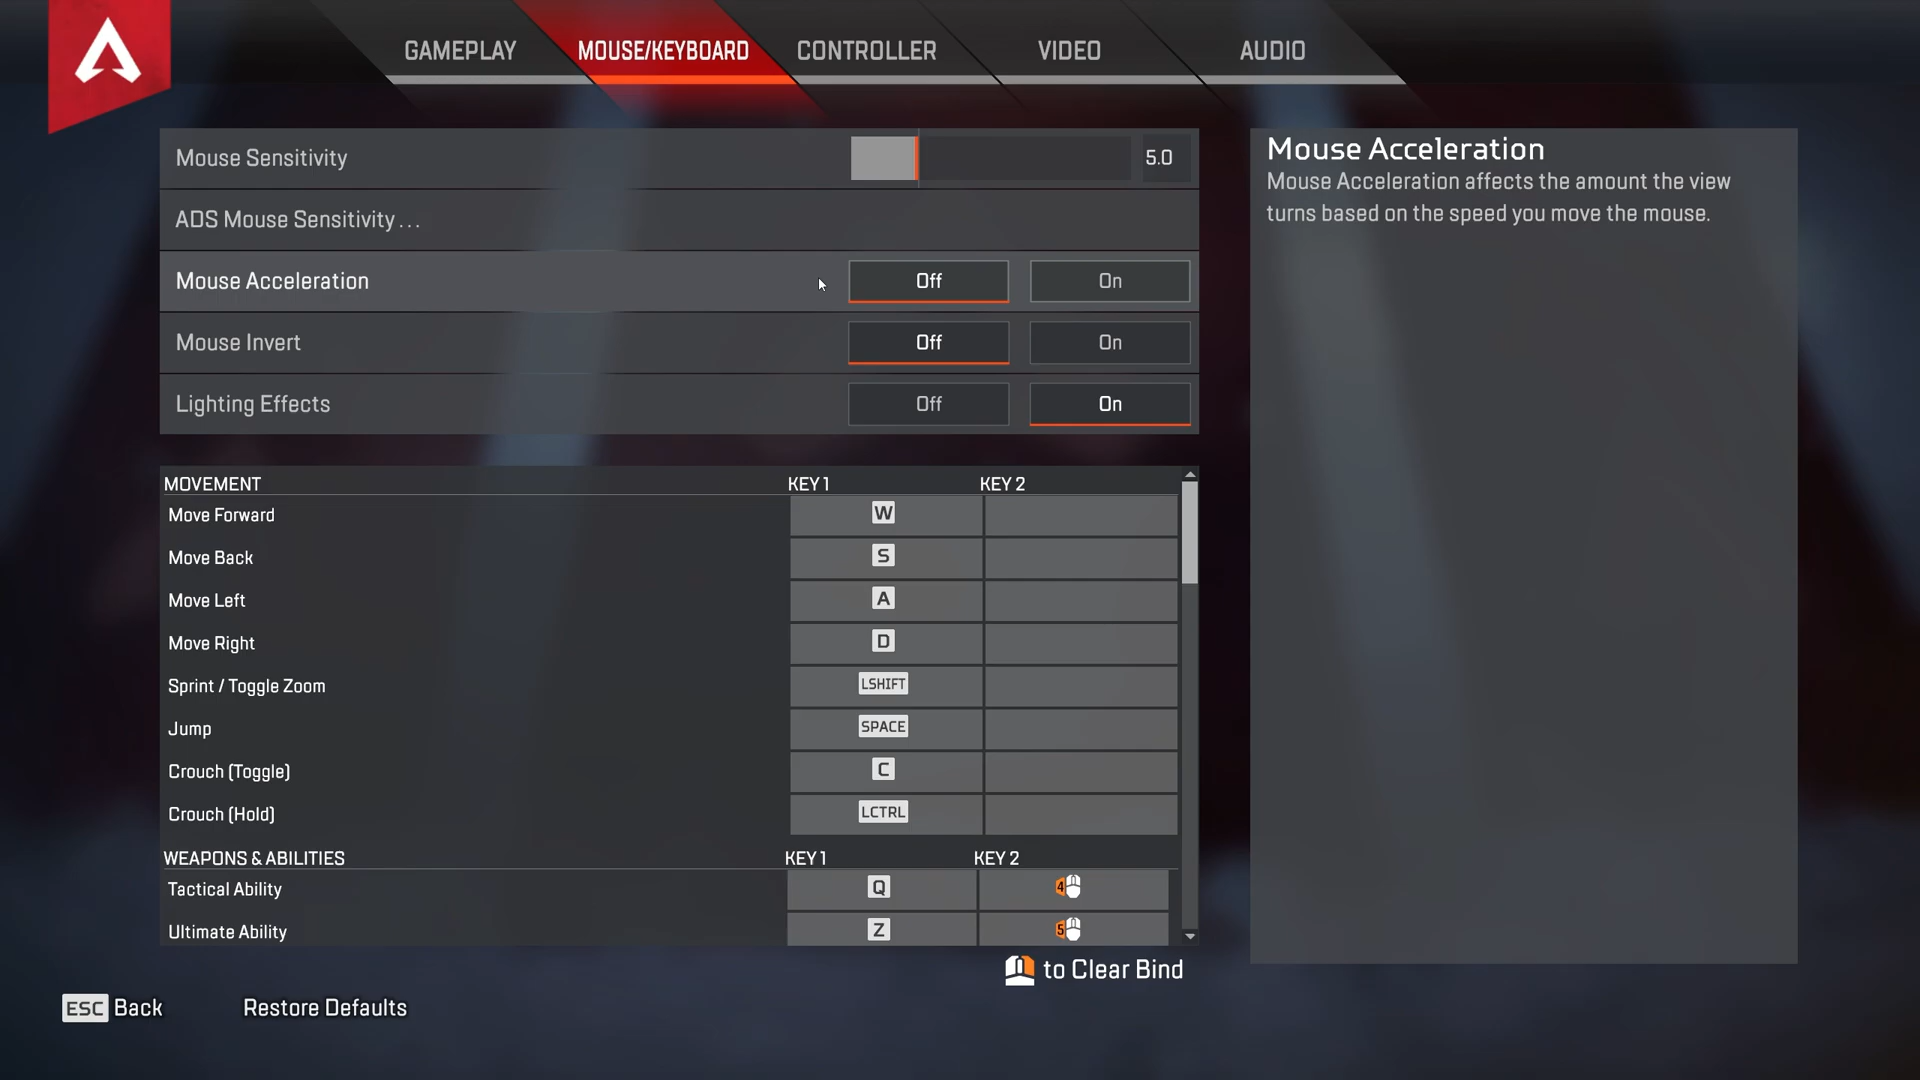 GAMEPLAY MOUSE/KEYBOARD CONTROLLER VIDEO AUDIO
Mouse Sensitivity 5.0
ADS Mouse Sensitivity...
Mouse Acceleration Off On
Mouse Invert Off On
Lighting Effects Off On
Mouse Acceleration
Mouse Acceleration affects the amount the view
turns based on the speed you move the mouse.
MOVEMENT KEY 1 KEY 2
Move Forward W
Move Back S
Move Left A
Move Right D
Sprint / Toggle Zoom LSHIFT
Jump SPACE
Crouch (Toggle) C
Crouch (Hold) LCTRL
WEAPONS & ABILITIES KEY 1 KEY 2
Tactical Ability Q 4
Ultimate Ability Z 5
to Clear Bind
ESC Back Restore Defaults